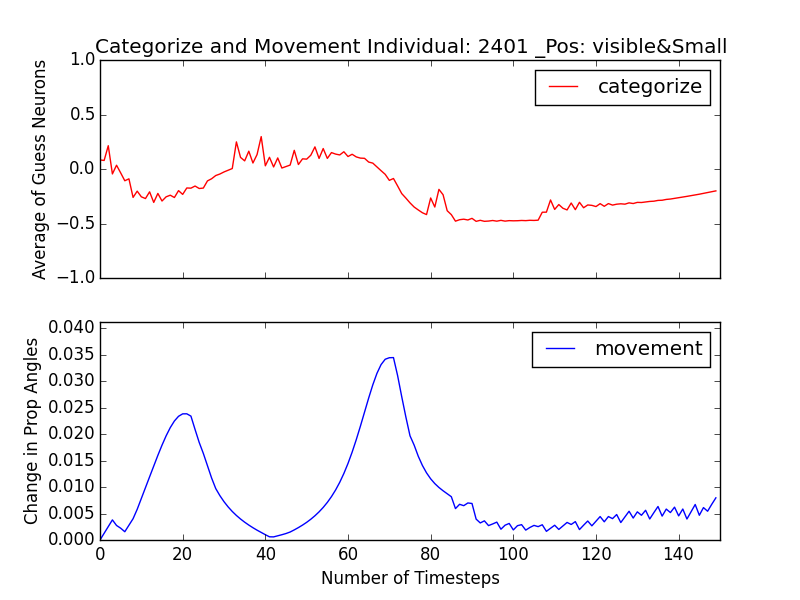 Categorize and Movement Individual: 2401 _Pos: visible&Small
1.0
categorize
0.5
0.0
−0.5
−1.0
Average of Guess Neurons
0.040
movement
0.035
0.030
0.025
0.020
0.015
0.010
0.005
0.000
Change in Prop Angles
0 20 40 60 80 100 120 140
Number of Timesteps